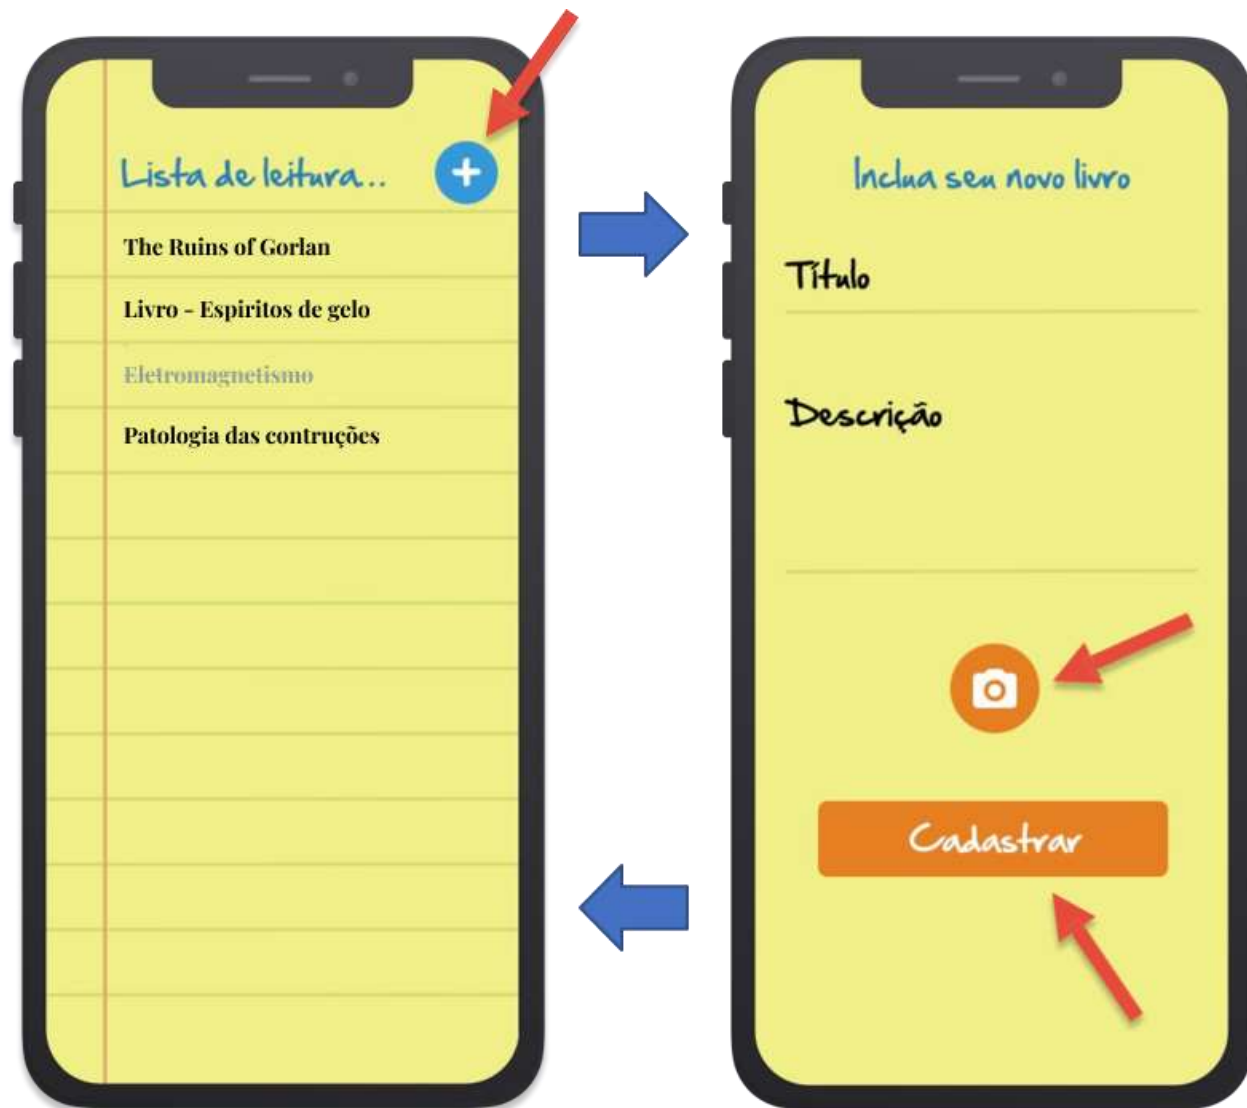 Lista de leitura...
The Ruins of Gorlan
Livro - Espiritos de gelo
Eletromagnetismo
Patologia das contruções
Inclua seu novo livro
Título
Descrição
Cadastrar